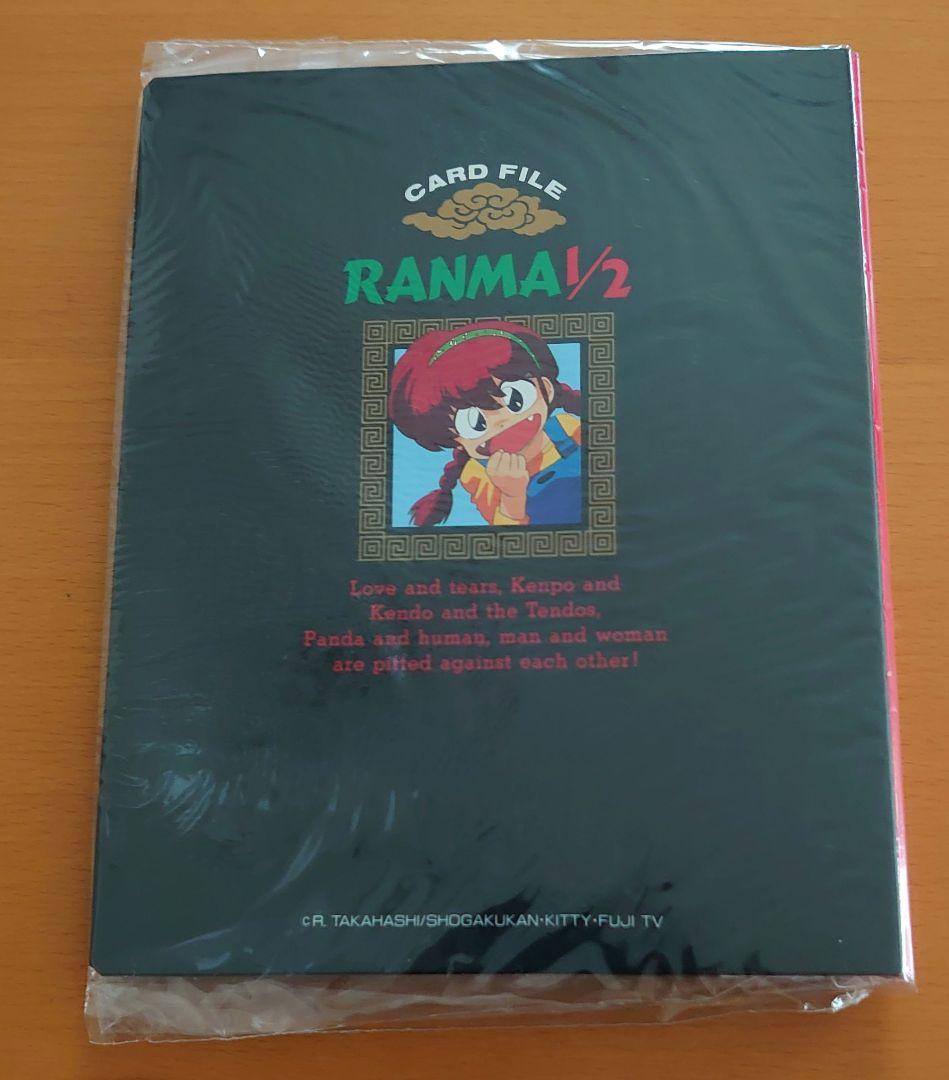 CARD FILE
RANMA1/2
Love and tears, Kenpo and
Kendo and the Tendos,
Panda and human, man and woman
are pitted against each other!
cR. TAKAHASHI/SHOGAKUKAN·KITTY·FUJI TV